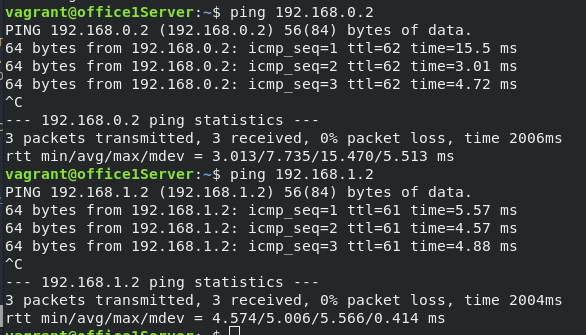 vagrant@office1Server:~$ ping 192.168.0.2
PING 192.168.0.2 (192.168.0.2) 56(84) bytes of data.
64 bytes from 192.168.0.2: icmp_seq=1 ttl=62 time=15.5 ms
64 bytes from 192.168.0.2: icmp_seq=2 ttl=62 time=3.01 ms
64 bytes from 192.168.0.2: icmp_seq=3 ttl=62 time=4.72 ms
^C
--- 192.168.0.2 ping statistics ---
3 packets transmitted, 3 received, 0% packet loss, time 2006ms
rtt min/avg/max/mdev = 3.013/7.735/15.470/5.513 ms
vagrant@office1Server:~$ ping 192.168.1.2
PING 192.168.1.2 (192.168.1.2) 56(84) bytes of data.
64 bytes from 192.168.1.2: icmp_seq=1 ttl=61 time=5.57 ms
64 bytes from 192.168.1.2: icmp_seq=2 ttl=61 time=4.57 ms
64 bytes from 192.168.1.2: icmp_seq=3 ttl=61 time=4.88 ms
^C
--- 192.168.1.2 ping statistics ---
3 packets transmitted, 3 received, 0% packet loss, time 2004ms
rtt min/avg/max/mdev = 4.574/5.006/5.566/0.414 ms
vagrant@office1Server:~$